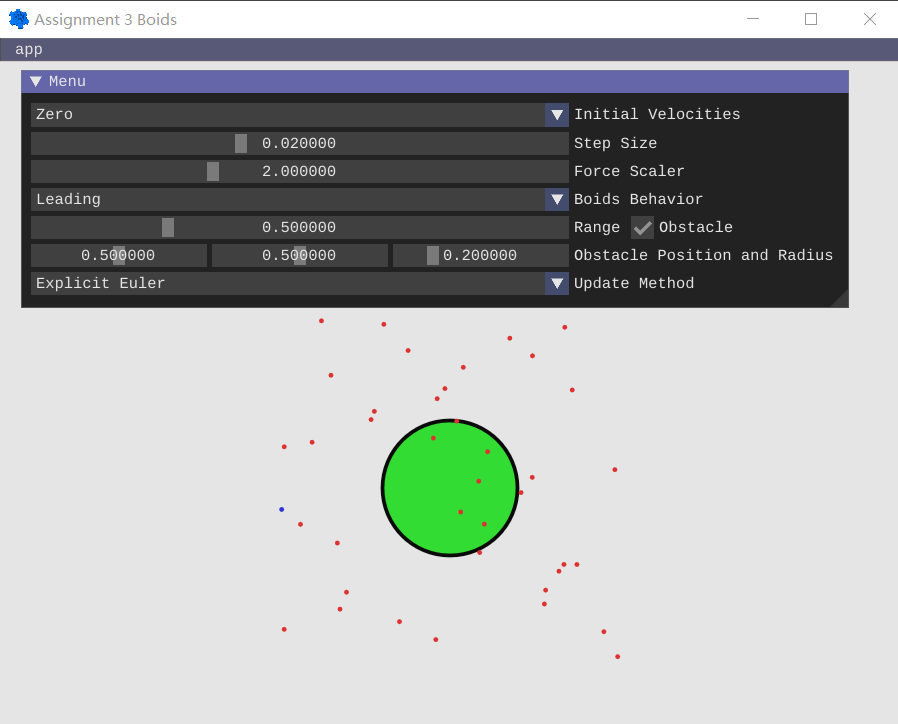 Assignment 3 Boids
app
Menu
Zero Initial Velocities
0.020000 Step Size
2.000000 Force Scaler
Leading Boids Behavior
0.500000 Range Obstacle
0.500000 0.500000 0.200000 Obstacle Position and Radius
Explicit Euler Update Method